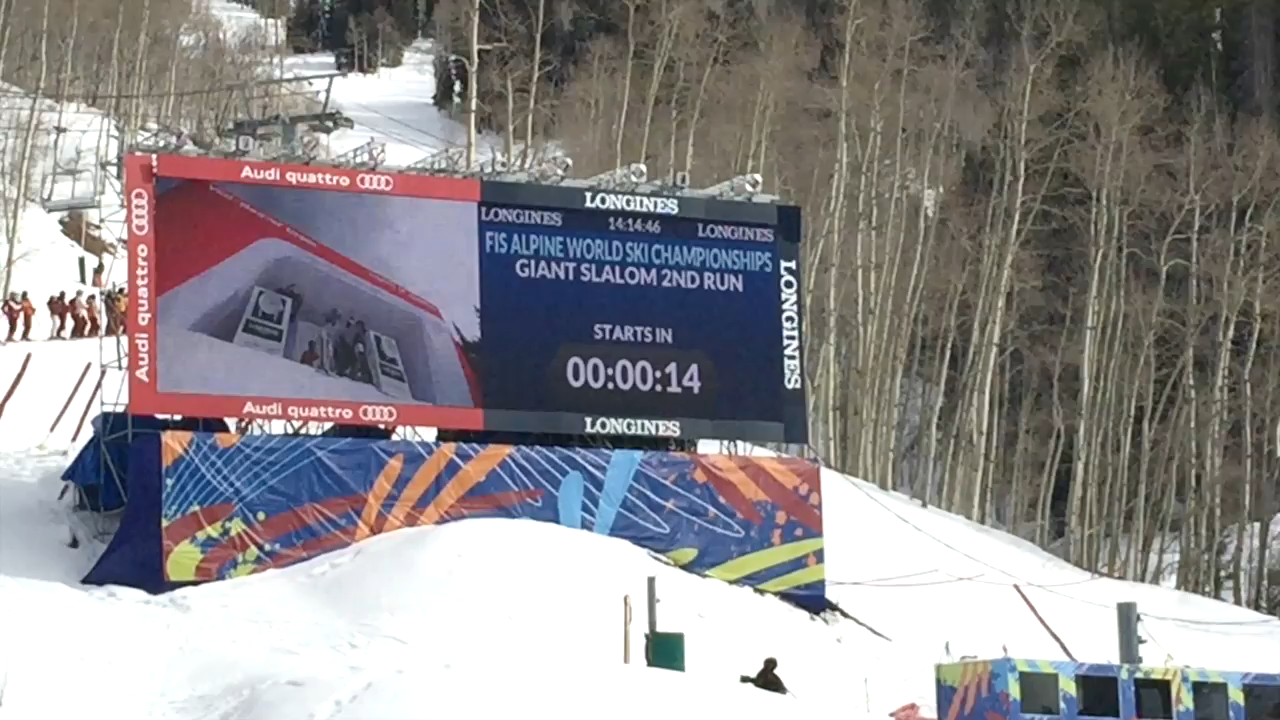 Audi quattro
Audi quattro
LONGINES
LONGINES 14:14:46 LONGINES
FIS ALPINE WORLD SKI CHAMPIONSHIPS
GIANT SLALOM 2ND RUN
STARTS IN
00:00:14
LONGINES
Audi quattro
LONGINES